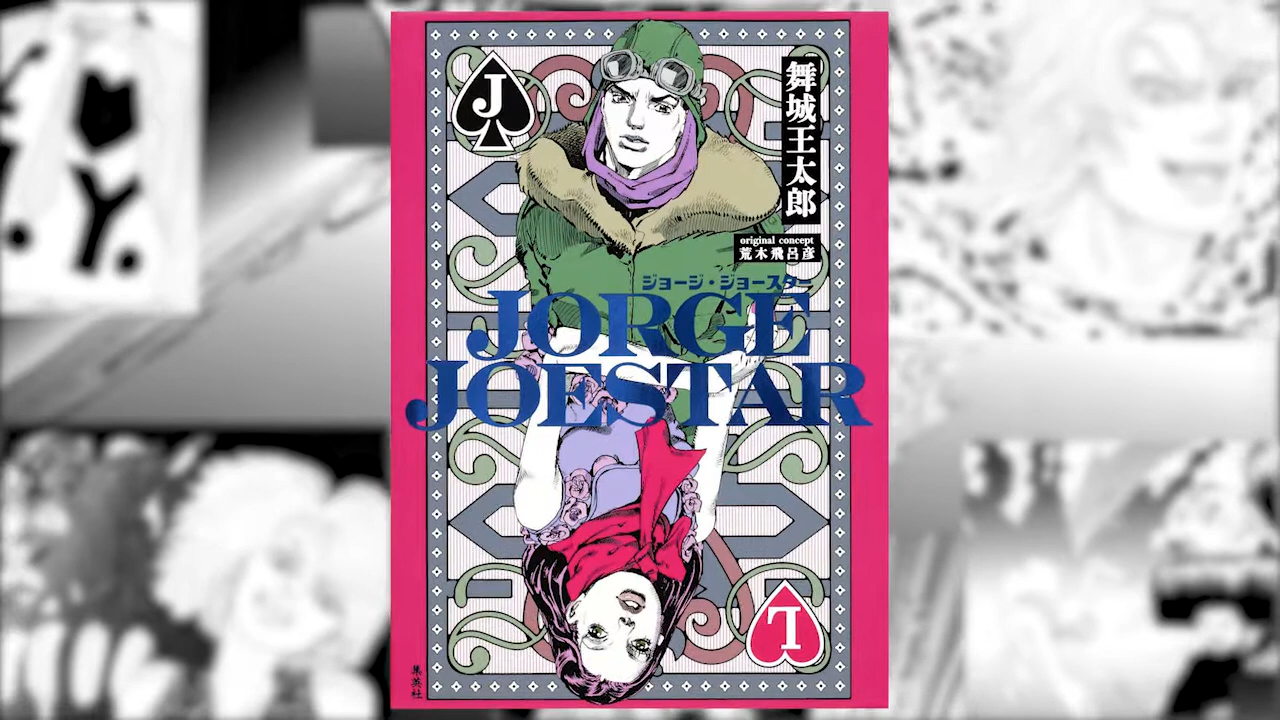 J
舞城王太郎
original concept
荒木飛呂彦
ジョージ・ジョースター
JORGE
JOESTAR
L
集英社